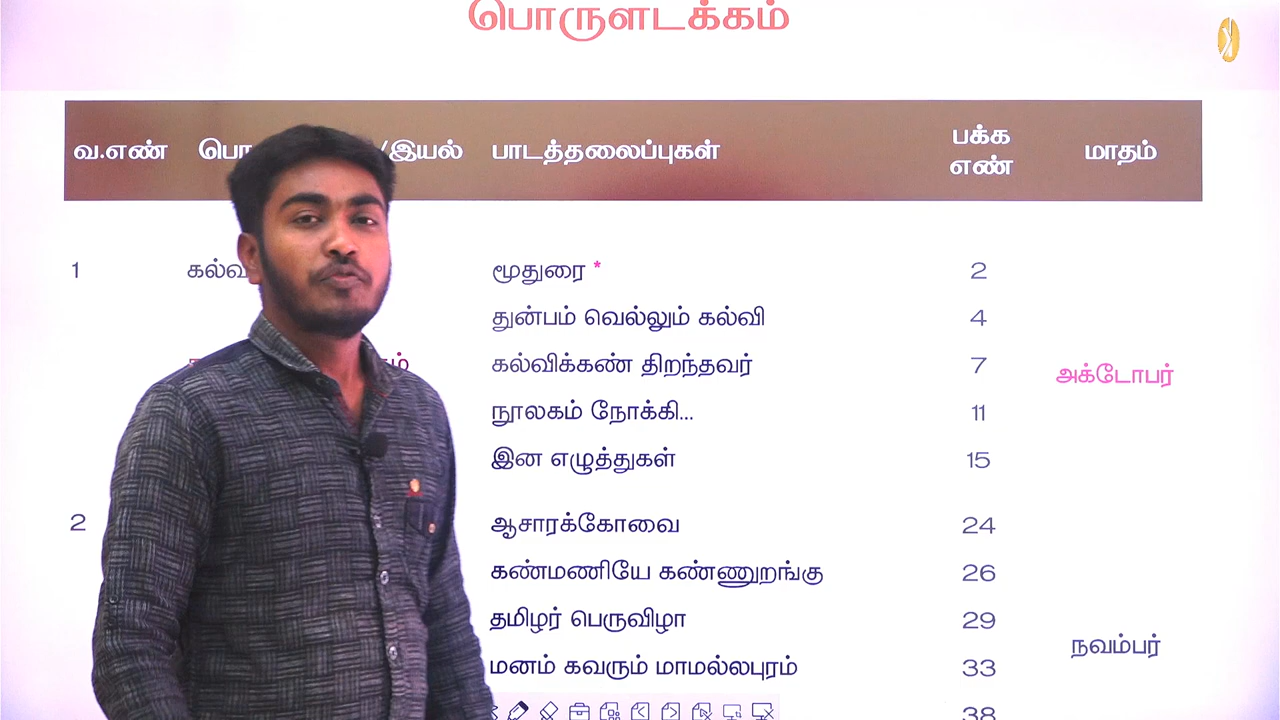 பொருளடக்கம்
வ.எண் /இயல் பாடத்தலைப்புகள் பக்க எண் மாதம்
1 மூதுரை * 2
துன்பம் வெல்லும் கல்வி 4
கல்விக்கண் திறந்தவர் 7 அக்டோபர்
நூலகம் நோக்கி... 11
இன எழுத்துகள் 15
2 ஆசாரக்கோவை 24
கண்மணியே கண்ணுறங்கு 26
தமிழர் பெருவிழா 29
நவம்பர்
மனம் கவரும் மாமல்லபுரம் 33
38